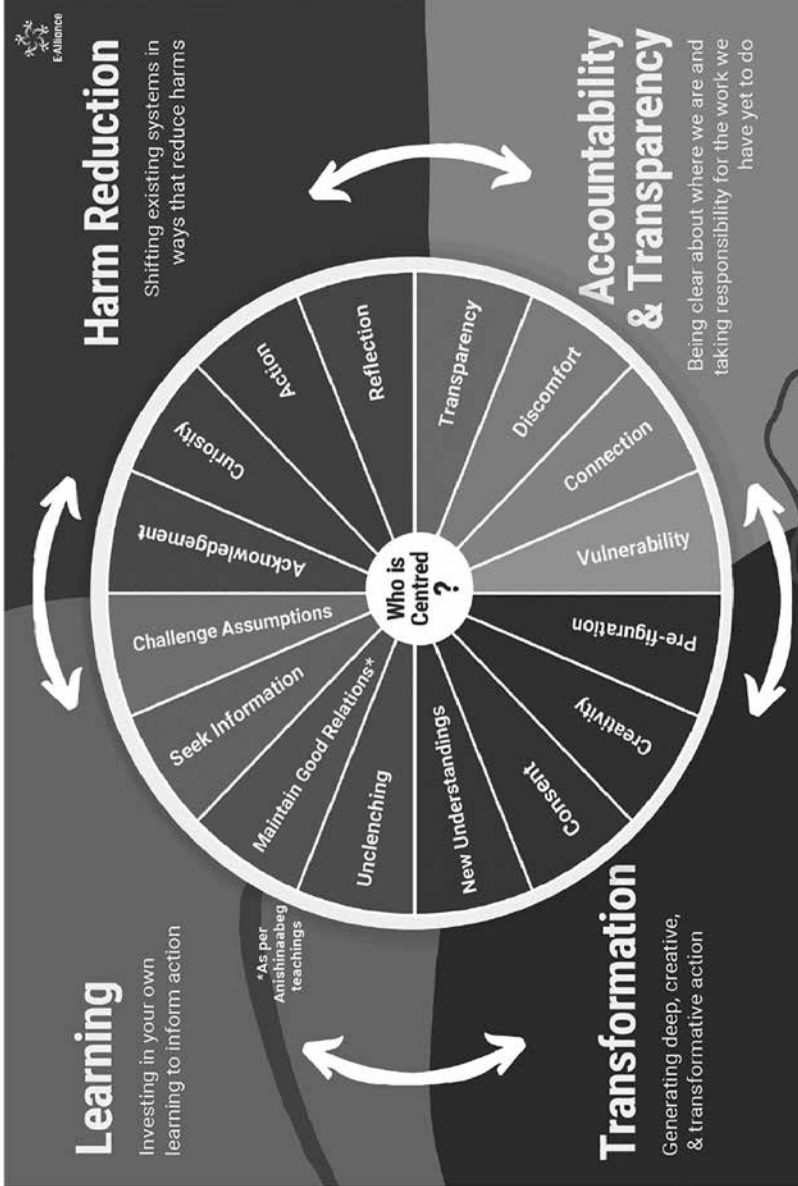 Learning
Investing in your own
learning to inform action
Harm Reduction
Shifting existing systems in
ways that reduce harms
E-Alliance
Challenge Assumptions
Seek Information
Maintain Good Relations*
Unclenching
*As per
Anishinaabeg
teachings
Acknowledgement
Curiosity
Action
Reflection
Who is
Centred
?
New Understandings
Consent
Creativity
Pre-figuration
Transparency
Discomfort
Connection
Vulnerability
Transformation
Generating deep, creative,
& transformative action
Accountability
& Transparency
Being clear about where we are and
taking responsibility for the work we
have yet to do